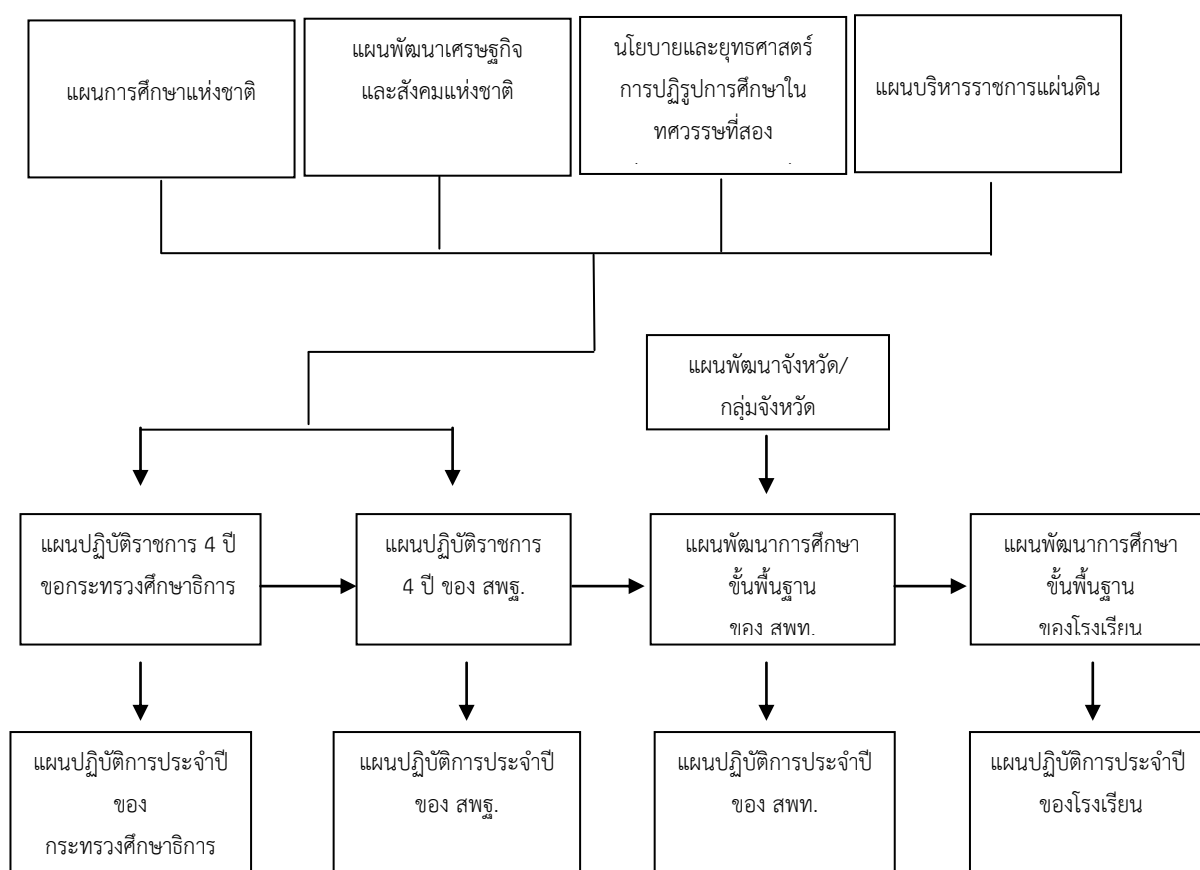 แผนการศึกษาแห่งชาติ
แผนพัฒนาเศรษฐกิจ
และสังคมแห่งชาติ
นโยบายและยุทธศาสตร์
การปฏิรูปการศึกษาใน
ทศวรรษที่สอง
แผนบริหารราชการแผ่นดิน
แผนพัฒนาจังหวัด/
กลุ่มจังหวัด
แผนปฏิบัติราชการ 4 ปี
ขอกระทรวงศึกษาธิการ
แผนปฏิบัติราชการ
4 ปี ของ สพฐ.
แผนพัฒนาการศึกษา
ขั้นพื้นฐาน
ของ สพท.
แผนพัฒนาการศึกษา
ขั้นพื้นฐาน
ของโรงเรียน
แผนปฏิบัติการประจำปี
ของ
กระทรวงศึกษาธิการ
แผนปฏิบัติการประจำปี
ของ สพฐ.
แผนปฏิบัติการประจำปี
ของ สพท.
แผนปฏิบัติการประจำปี
ของโรงเรียน